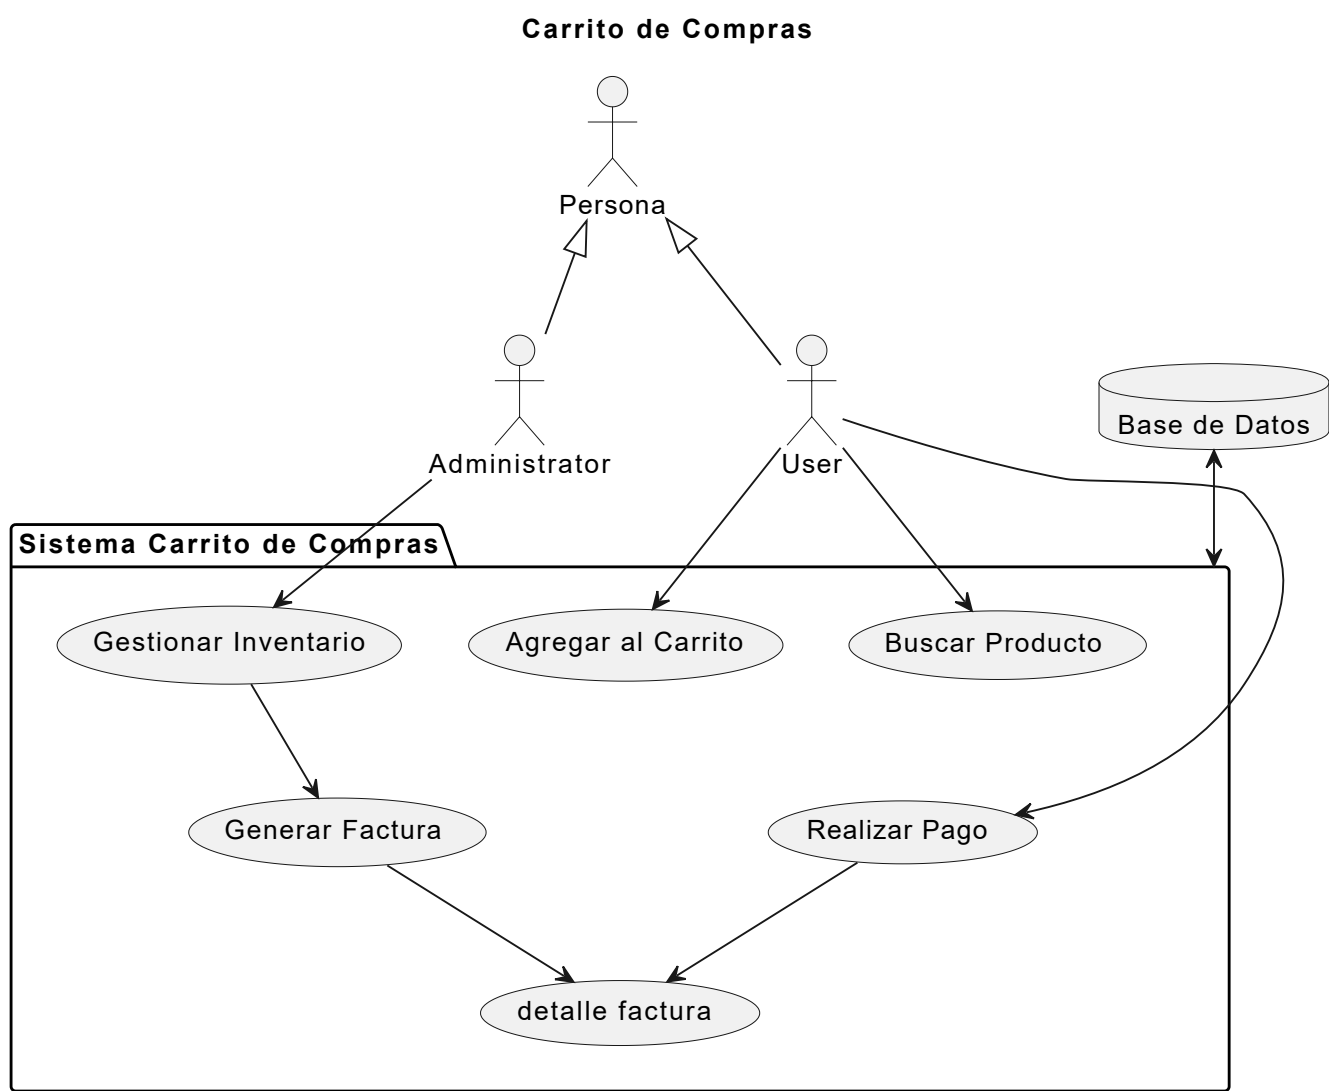 Carrito de Compras
Persona
Administrator
User
Base de Datos
Sistema Carrito de Compras
Gestionar Inventario
Agregar al Carrito
Buscar Producto
Generar Factura
Realizar Pago
detalle factura